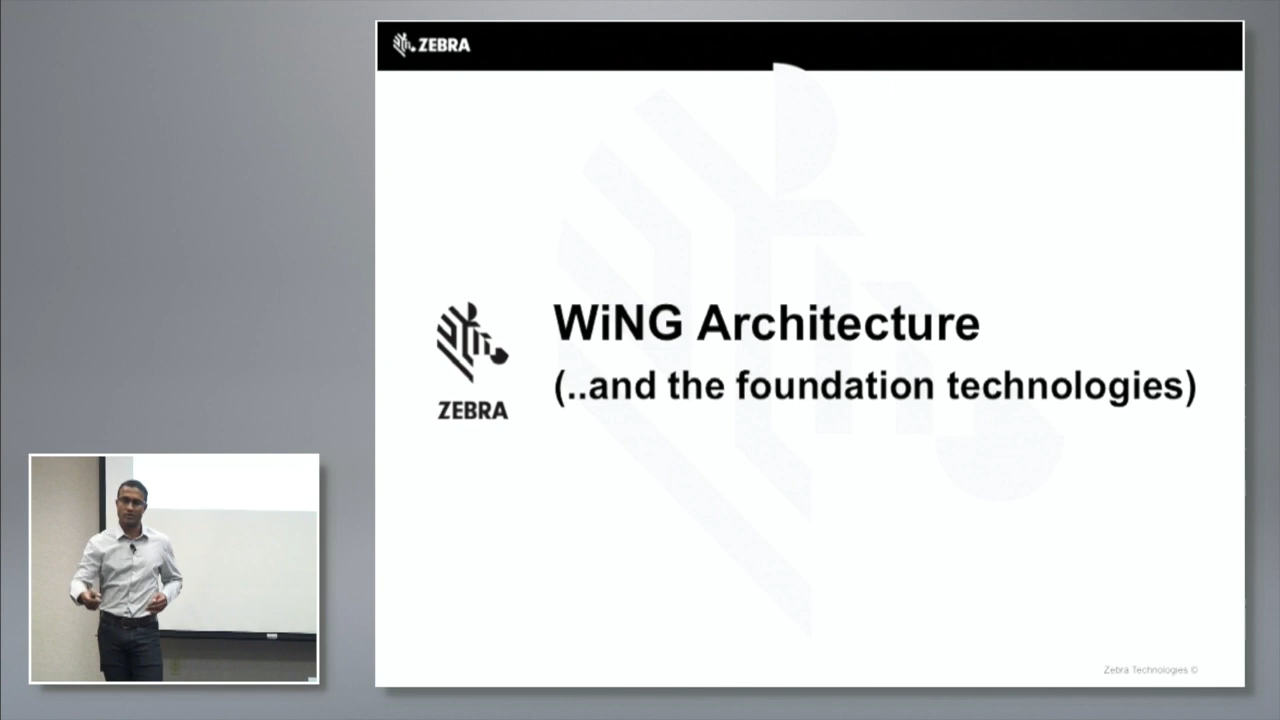 ZEBRA
WiNG Architecture
(..and the foundation technologies)
ZEBRA
Zebra Technologies ©